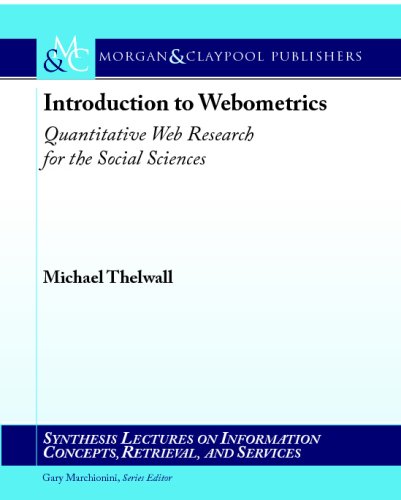 M&C
MORGAN&CLAYPOOL PUBLISHERS
Introduction to Webometrics
Quantitative Web Research
for the Social Sciences
Michael Thelwall
SYNTHESIS LECTURES ON INFORMATION
CONCEPTS, RETRIEVAL, AND SERVICES
Gary Marchionini, Series Editor